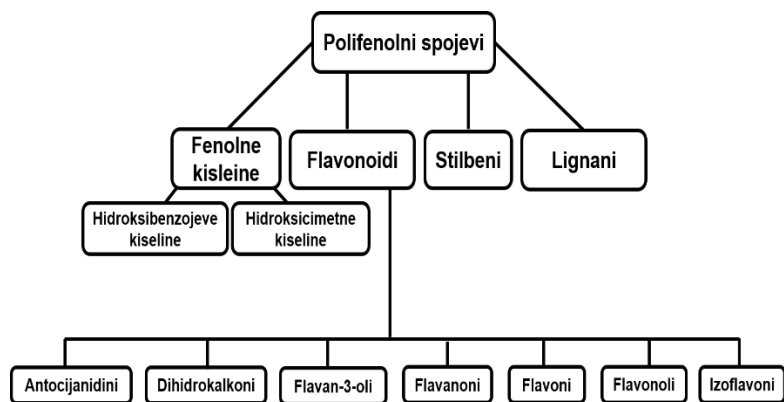 Polifenolni spojevi
Fenolne
kisleine
Flavonoidi
Stilbeni
Lignani
Hidroksibenzojeve
kiseline
Hidroksicimetne
kiseline
Antocijanidini
Dihidrokalkoni
Flavan-3-oli
Flavanoni
Flavoni
Flavonoli
Izoflavoni